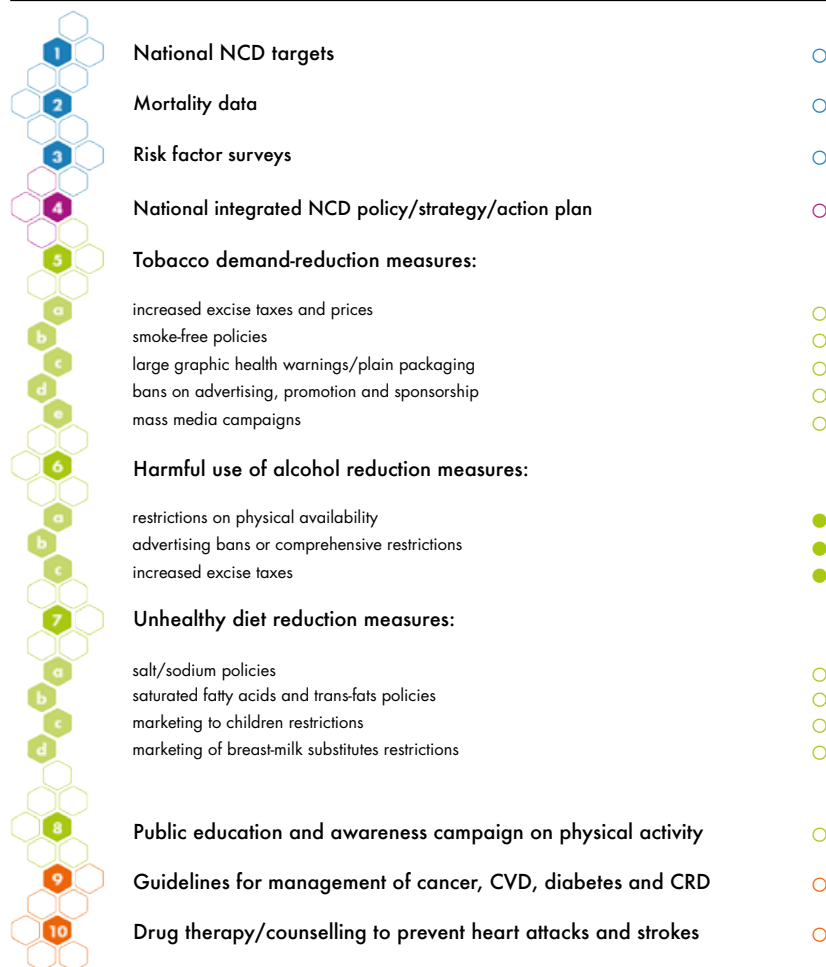 1 National NCD targets
2 Mortality data
3 Risk factor surveys
4 National integrated NCD policy/strategy/action plan
5 Tobacco demand-reduction measures:
a increased excise taxes and prices
b smoke-free policies
c large graphic health warnings/plain packaging
d bans on advertising, promotion and sponsorship
e mass media campaigns
6 Harmful use of alcohol reduction measures:
a restrictions on physical availability
b advertising bans or comprehensive restrictions
c increased excise taxes
7 Unhealthy diet reduction measures:
a salt/sodium policies
b saturated fatty acids and trans-fats policies
c marketing to children restrictions
d marketing of breast-milk substitutes restrictions
8 Public education and awareness campaign on physical activity
9 Guidelines for management of cancer, CVD, diabetes and CRD
10 Drug therapy/counselling to prevent heart attacks and strokes